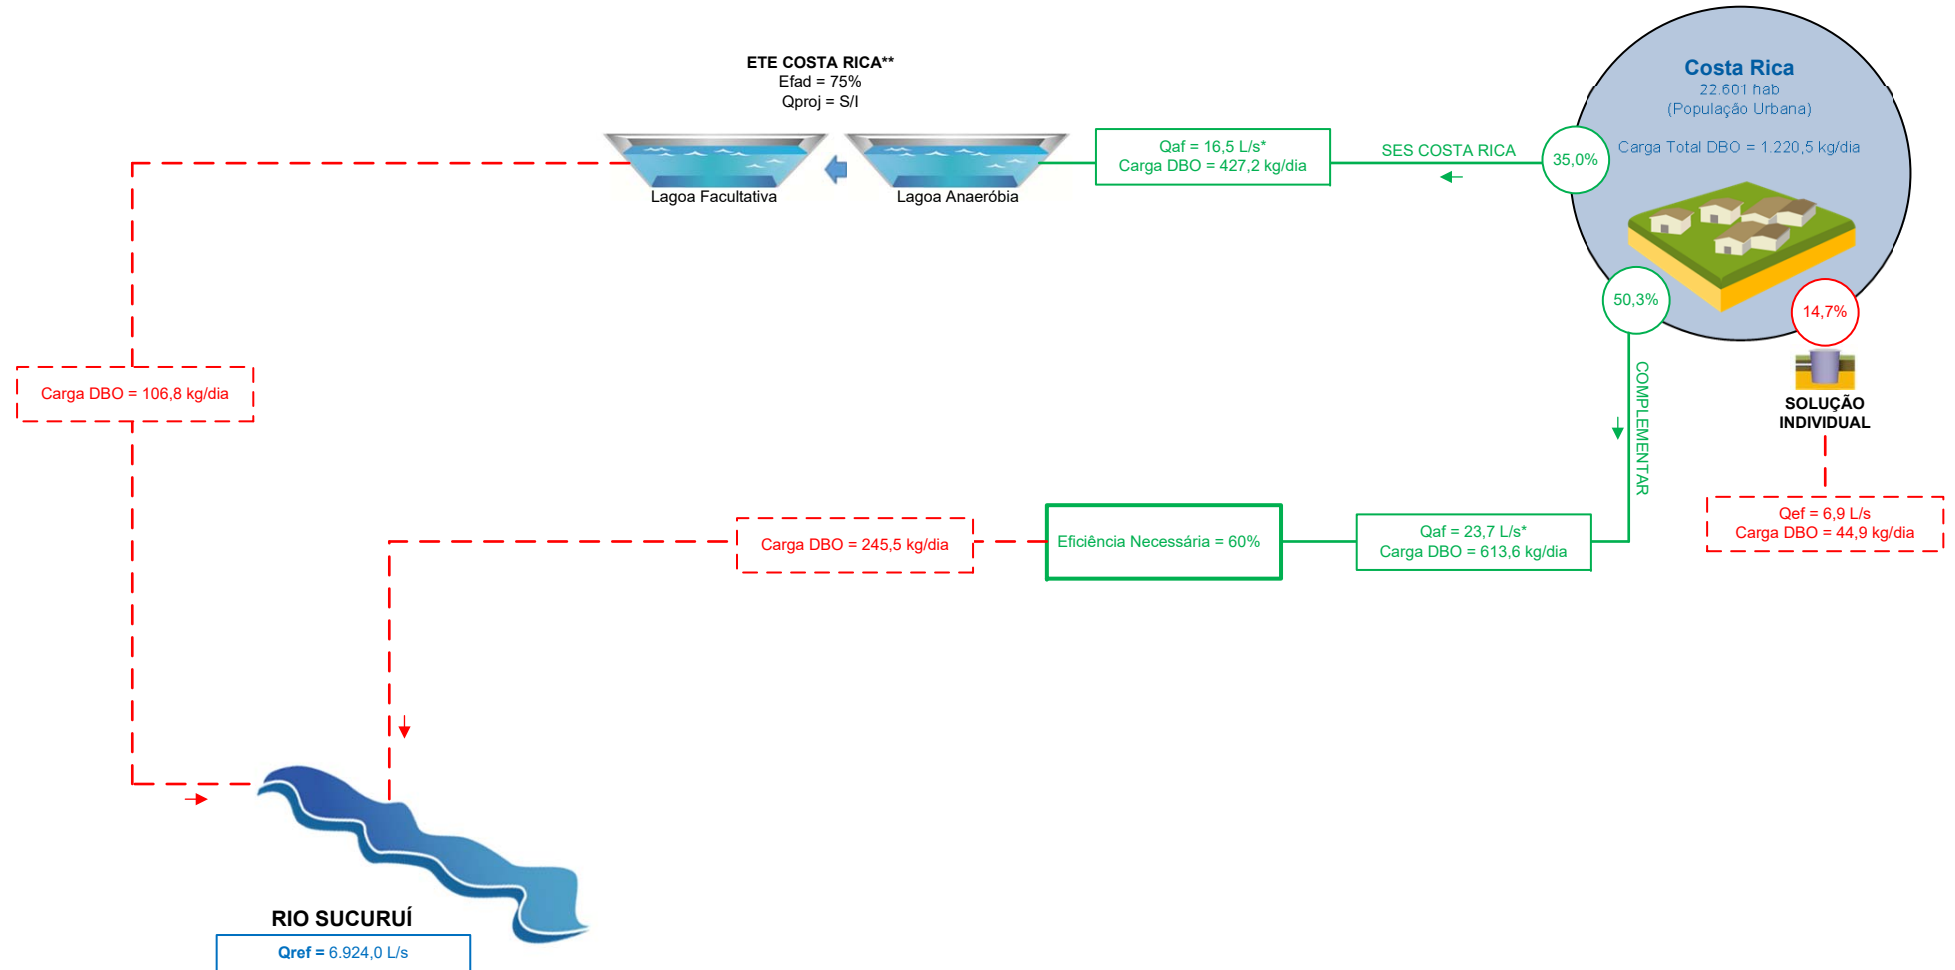 ETE COSTA RICA**
Efad = 75%
Qproj = S/I
Lagoa Facultativa
Lagoa Anaeróbia
Qaf = 16,5 L/s*
Carga DBO = 427,2 kg/dia
SES COSTA RICA
35,0%
Costa Rica
22.601 hab
(População Urbana)
Carga Total DBO = 1.220,5 kg/dia
50,3%
14,7%
COMPLEMENTAR
SOLUÇÃO
INDIVIDUAL
Qef = 6,9 L/s
Carga DBO = 44,9 kg/dia
Carga DBO = 106,8 kg/dia
Carga DBO = 245,5 kg/dia
Eficiência Necessária = 60%
Qaf = 23,7 L/s*
Carga DBO = 613,6 kg/dia
RIO SUCURUÍ
Qref = 6.924,0 L/s